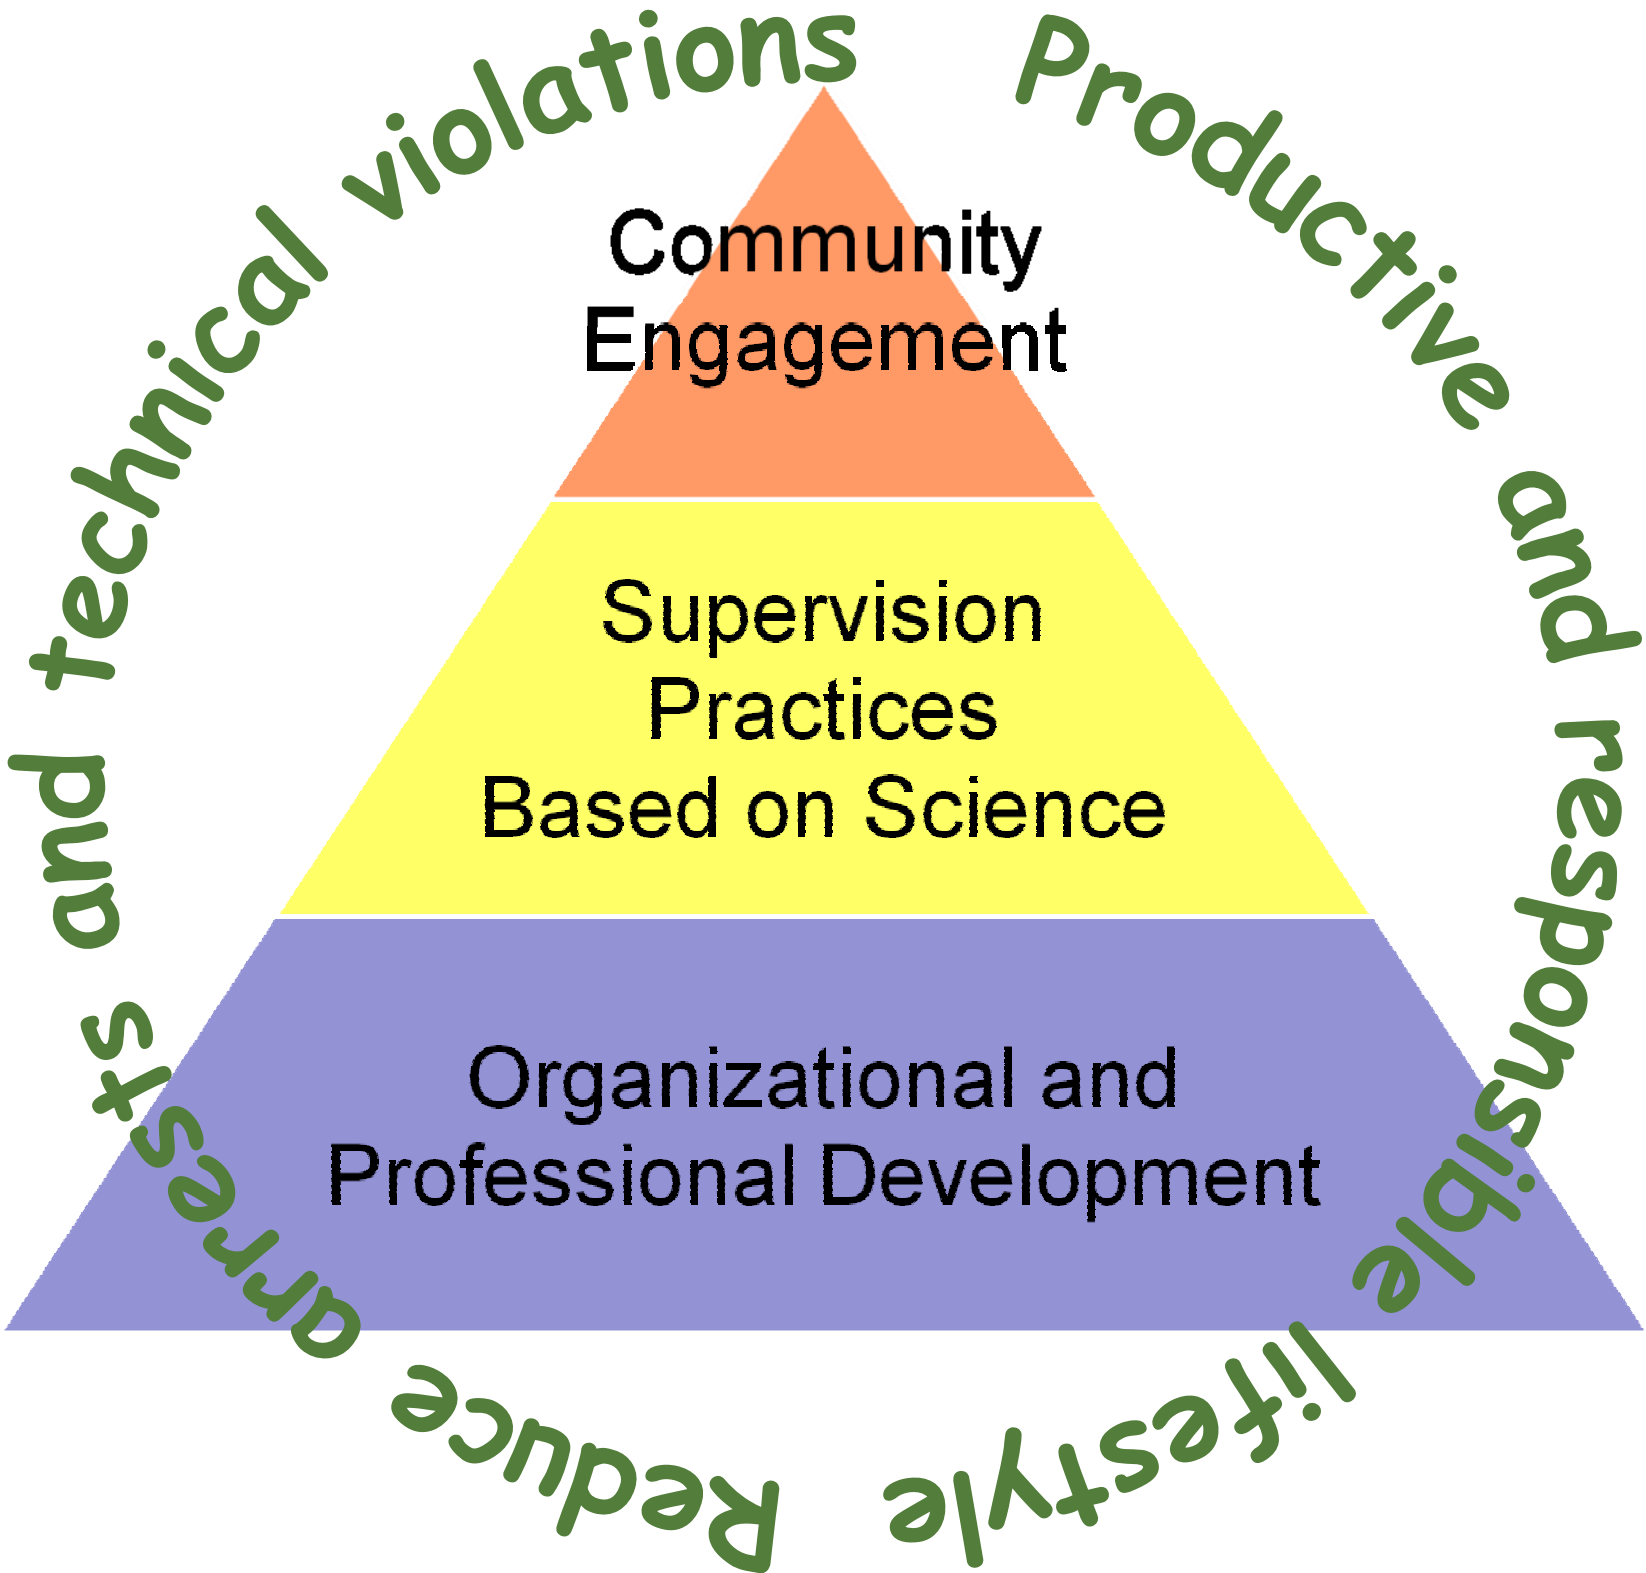 Productive and responsible lifestyle
Reduce arrests and technical violations
Community
Engagement
Supervision
Practices
Based on Science
Organizational and
Professional Development